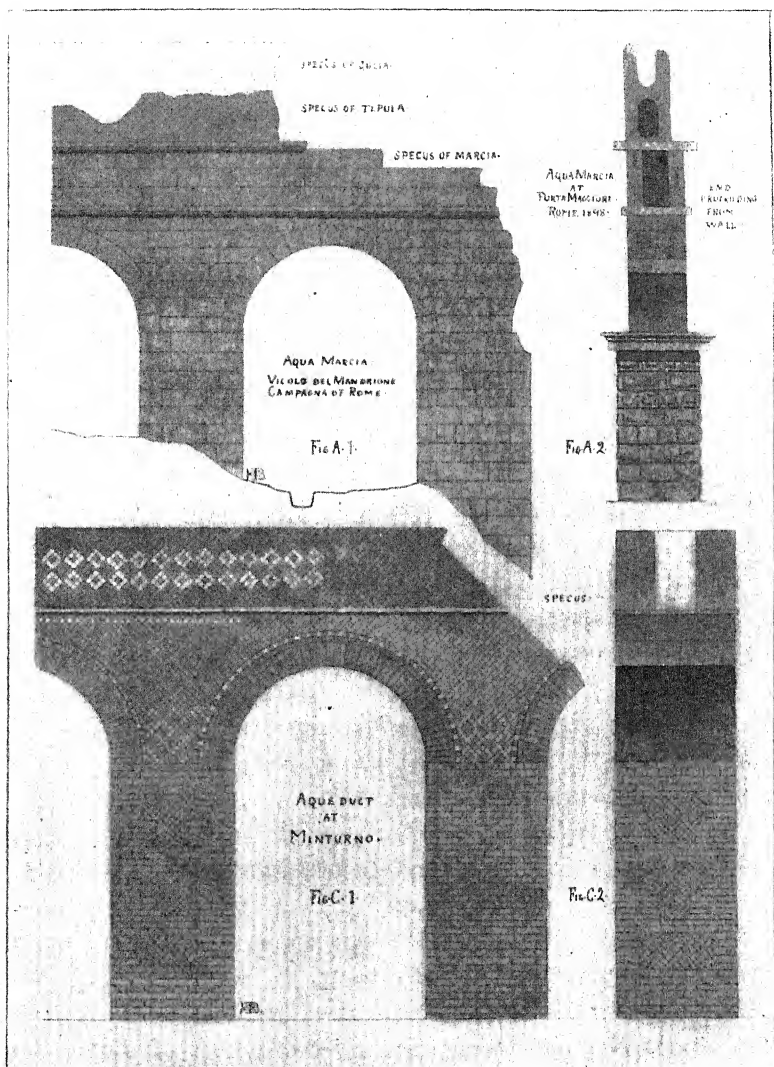 SPECUS OF JULIA.
SPECUS OF TEPULA
SPECUS OF MARCIA.
AQUA MARCIA
AT
PORTA MAGGIORE.
ROME, 1898.
END
PROTRUDING
FROM
WALL.
AQUA MARCIA.
VICOLO DEL MANDRIONE
CAMPAGNA OF ROME.
FIG A. 1.
FIG. A. 2.
SPECUS.
AQUEDUCT
AT
MINTURNO.
FIG. C. 1.
FIG. C. 2.